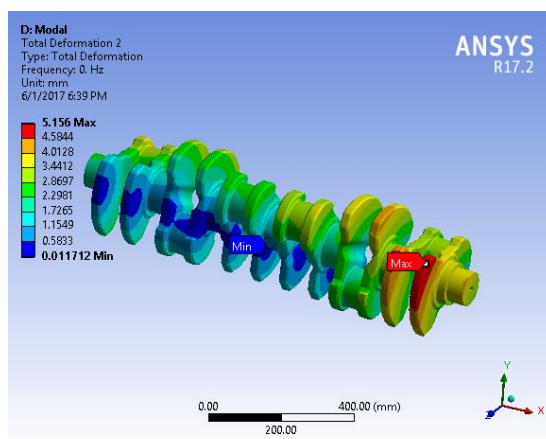 D: Modal
Total Deformation 2
Type: Total Deformation
Frequency: 0. Hz
Unit: mm
6/1/2017 6:39 PM
ANSYS
R17.2
5.156 Max
4.5844
4.0128
3.4412
2.8697
2.2981
1.7265
1.1549
0.5833
0.011712 Min
Min
Max
0.00
400.00 (mm)
200.00
Y
Z
X